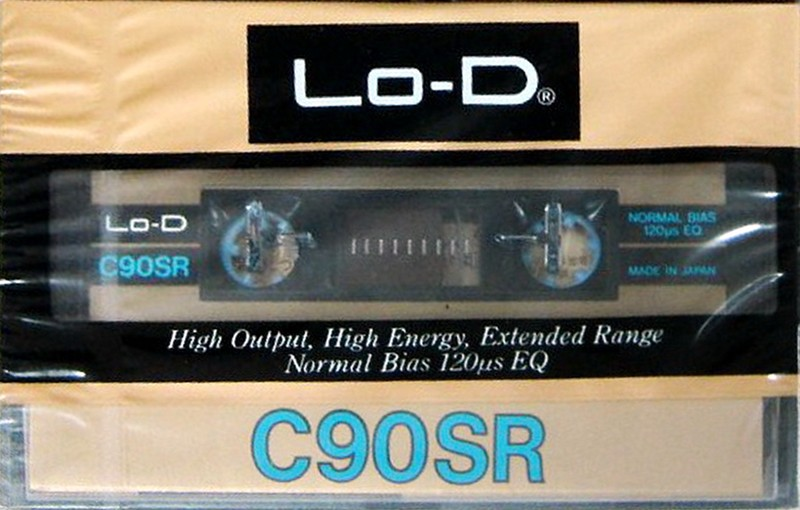 Lo-D®
Lo-D
C90SR
NORMAL BIAS
120µs EQ
MADE IN JAPAN
High Output, High Energy, Extended Range
Normal Bias 120µs EQ
C90SR